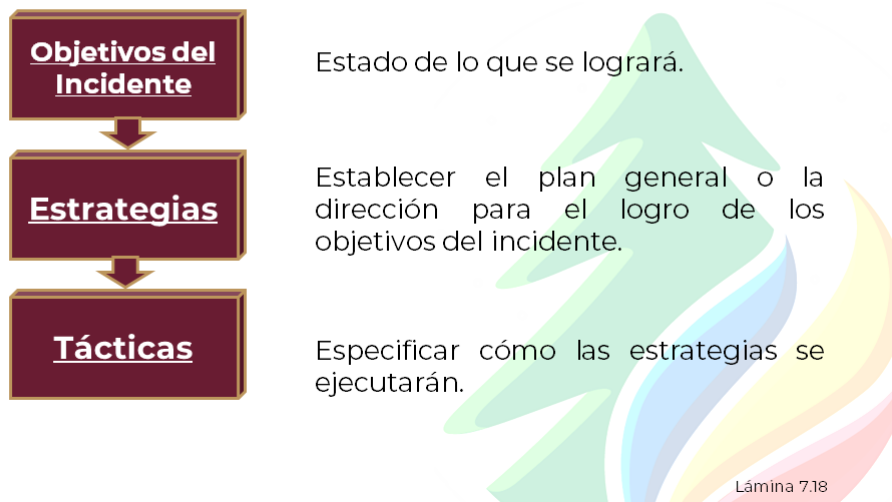 Objetivos del
Incidente
Estado de lo que se logrará.
Estrategias
Establecer el plan general o la
dirección para el logro de los
objetivos del incidente.
Tácticas
Especificar cómo las estrategias se
ejecutarán.
Lámina 7.18